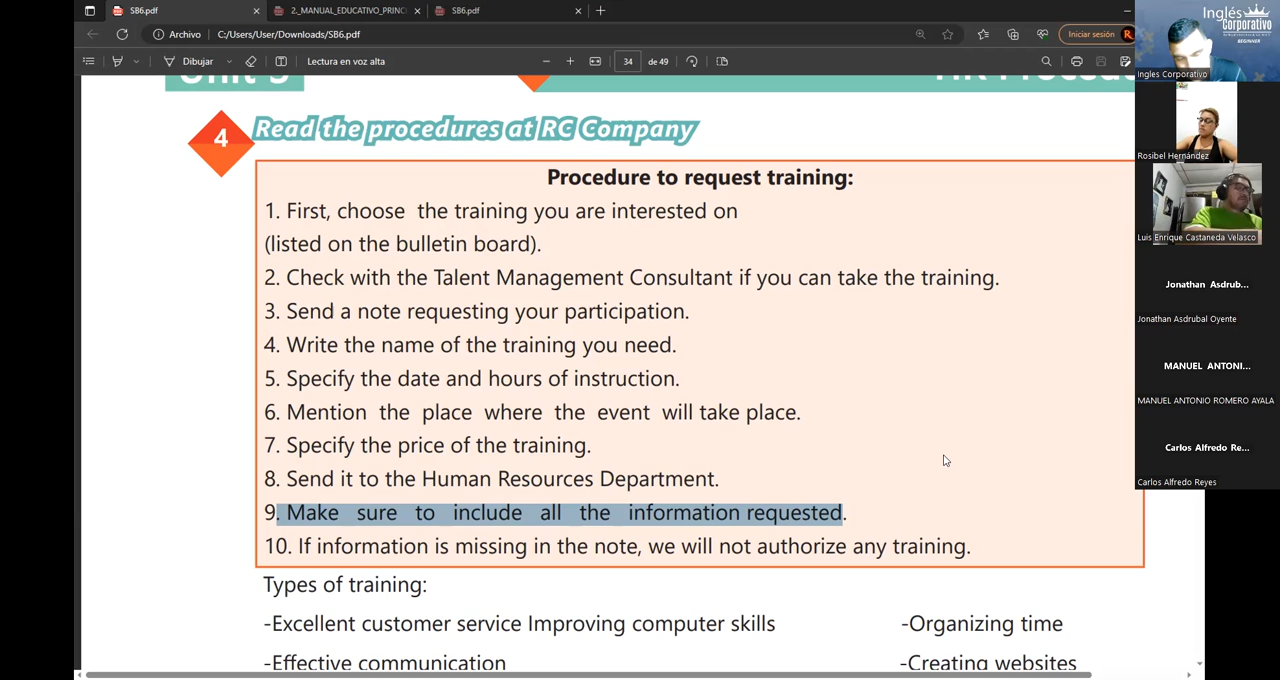 SB6.pdf
2._MANUAL_EDUCATIVO_PRINC
SB6.pdf
Archivo
C:/Users/User/Downloads/SB6.pdf
Iniciar sesión
R
Dibujar
Lectura en voz alta
34
de 49
4
Read the procedures at RC Company
Procedure to request training:
1. First, choose the training you are interested on
(listed on the bulletin board).
2. Check with the Talent Management Consultant if you can take the training.
3. Send a note requesting your participation.
4. Write the name of the training you need.
5. Specify the date and hours of instruction.
6. Mention the place where the event will take place.
7. Specify the price of the training.
8. Send it to the Human Resources Department.
9. Make sure to include all the information requested.
10. If information is missing in the note, we will not authorize any training.
Types of training:
-Excellent customer service Improving computer skills
-Organizing time
-Effective communication
-Creating websites
Inglés
Corporativo
BEGINNER
Ingles Corporativo
Rosibel Hernández
Luis Enrique Castaneda Velasco
Jonathan Asdrub...
Jonathan Asdrubal Oyente
MANUEL ANTONI...
MANUEL ANTONIO ROMERO AYALA
Carlos Alfredo Re...
Carlos Alfredo Reyes